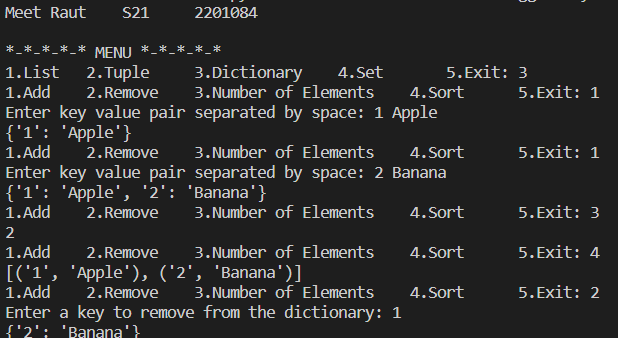 Meet Raut    S21     2201084
*-*-*-*-* MENU *-*-*-*-*
1.List   2.Tuple     3.Dictionary    4.Set       5.Exit: 3
1.Add    2.Remove    3.Number of Elements    4.Sort      5.Exit: 1
Enter key value pair separated by space: 1 Apple
{'1': 'Apple'}
1.Add    2.Remove    3.Number of Elements    4.Sort      5.Exit: 1
Enter key value pair separated by space: 2 Banana
{'1': 'Apple', '2': 'Banana'}
1.Add    2.Remove    3.Number of Elements    4.Sort      5.Exit: 3
2
1.Add    2.Remove    3.Number of Elements    4.Sort      5.Exit: 4
[('1', 'Apple'), ('2', 'Banana')]
1.Add    2.Remove    3.Number of Elements    4.Sort      5.Exit: 2
Enter a key to remove from the dictionary: 1
{'2': 'Banana'}